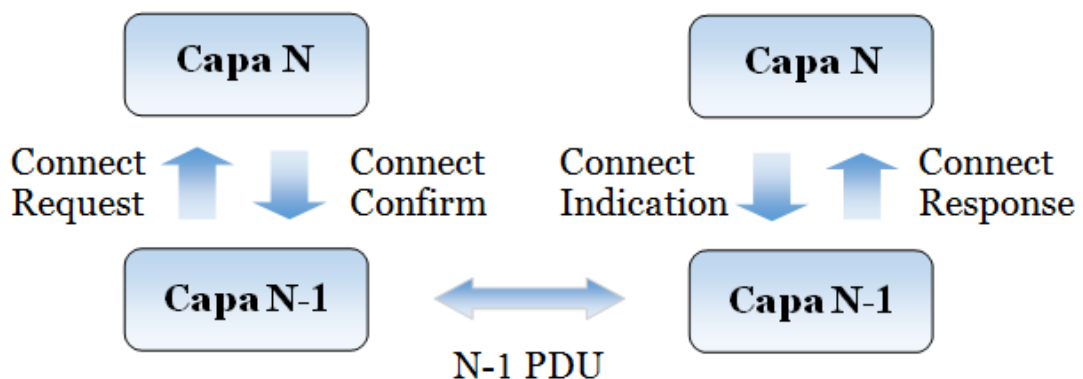 Capa N
Capa N
Connect
Request
Connect
Confirm
Connect
Indication
Connect
Response
Capa N-1
Capa N-1
N-1 PDU